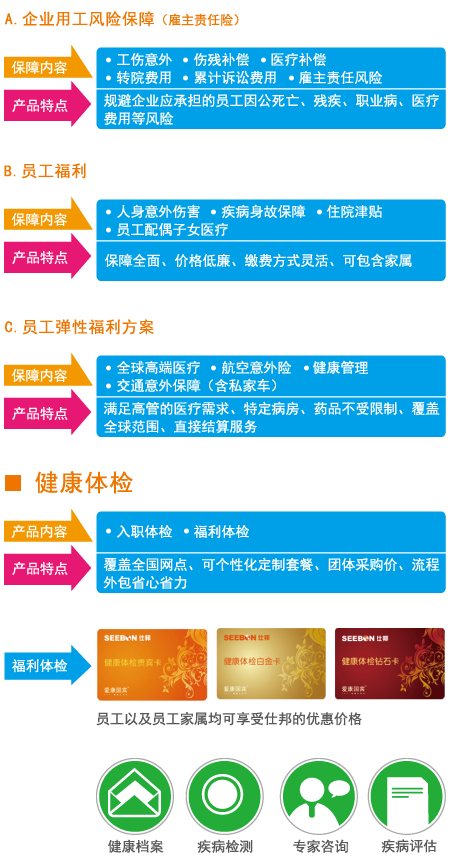 A. 企业用工风险保障（雇主责任险）
保障内容
• 工伤意外 • 伤残补偿 • 医疗补偿
• 转院费用 • 累计诉讼费用 • 雇主责任风险
产品特点
规避企业应承担的员工因公死亡、残疾、职业病、医疗
费用等风险
B. 员工福利
保障内容
• 人身意外伤害 • 疾病身故保障 • 住院津贴
• 员工配偶子女医疗
产品特点
保障全面、价格低廉、缴费方式灵活、可包含家属
C. 员工弹性福利方案
保障内容
• 全球高端医疗 • 航空意外险 • 健康管理
• 交通意外保障（含私家车）
产品特点
满足高管的医疗需求、特定病房、药品不受限制、覆盖
全球范围、直接结算服务
健康体检
产品内容
• 入职体检 • 福利体检
产品特点
覆盖全国网点、可个性化定制套餐、团体采购价、流程
外包省心省力
福利体检
SEEBON 仕邦
健康体检贵宾卡
爱康国宾
SEEBON 仕邦
健康体检白金卡
爱康国宾
SEEBON 仕邦
健康体检钻石卡
爱康国宾
员工以及员工家属均可享受仕邦的优惠价格
健康档案
疾病检测
专家咨询
疾病评估